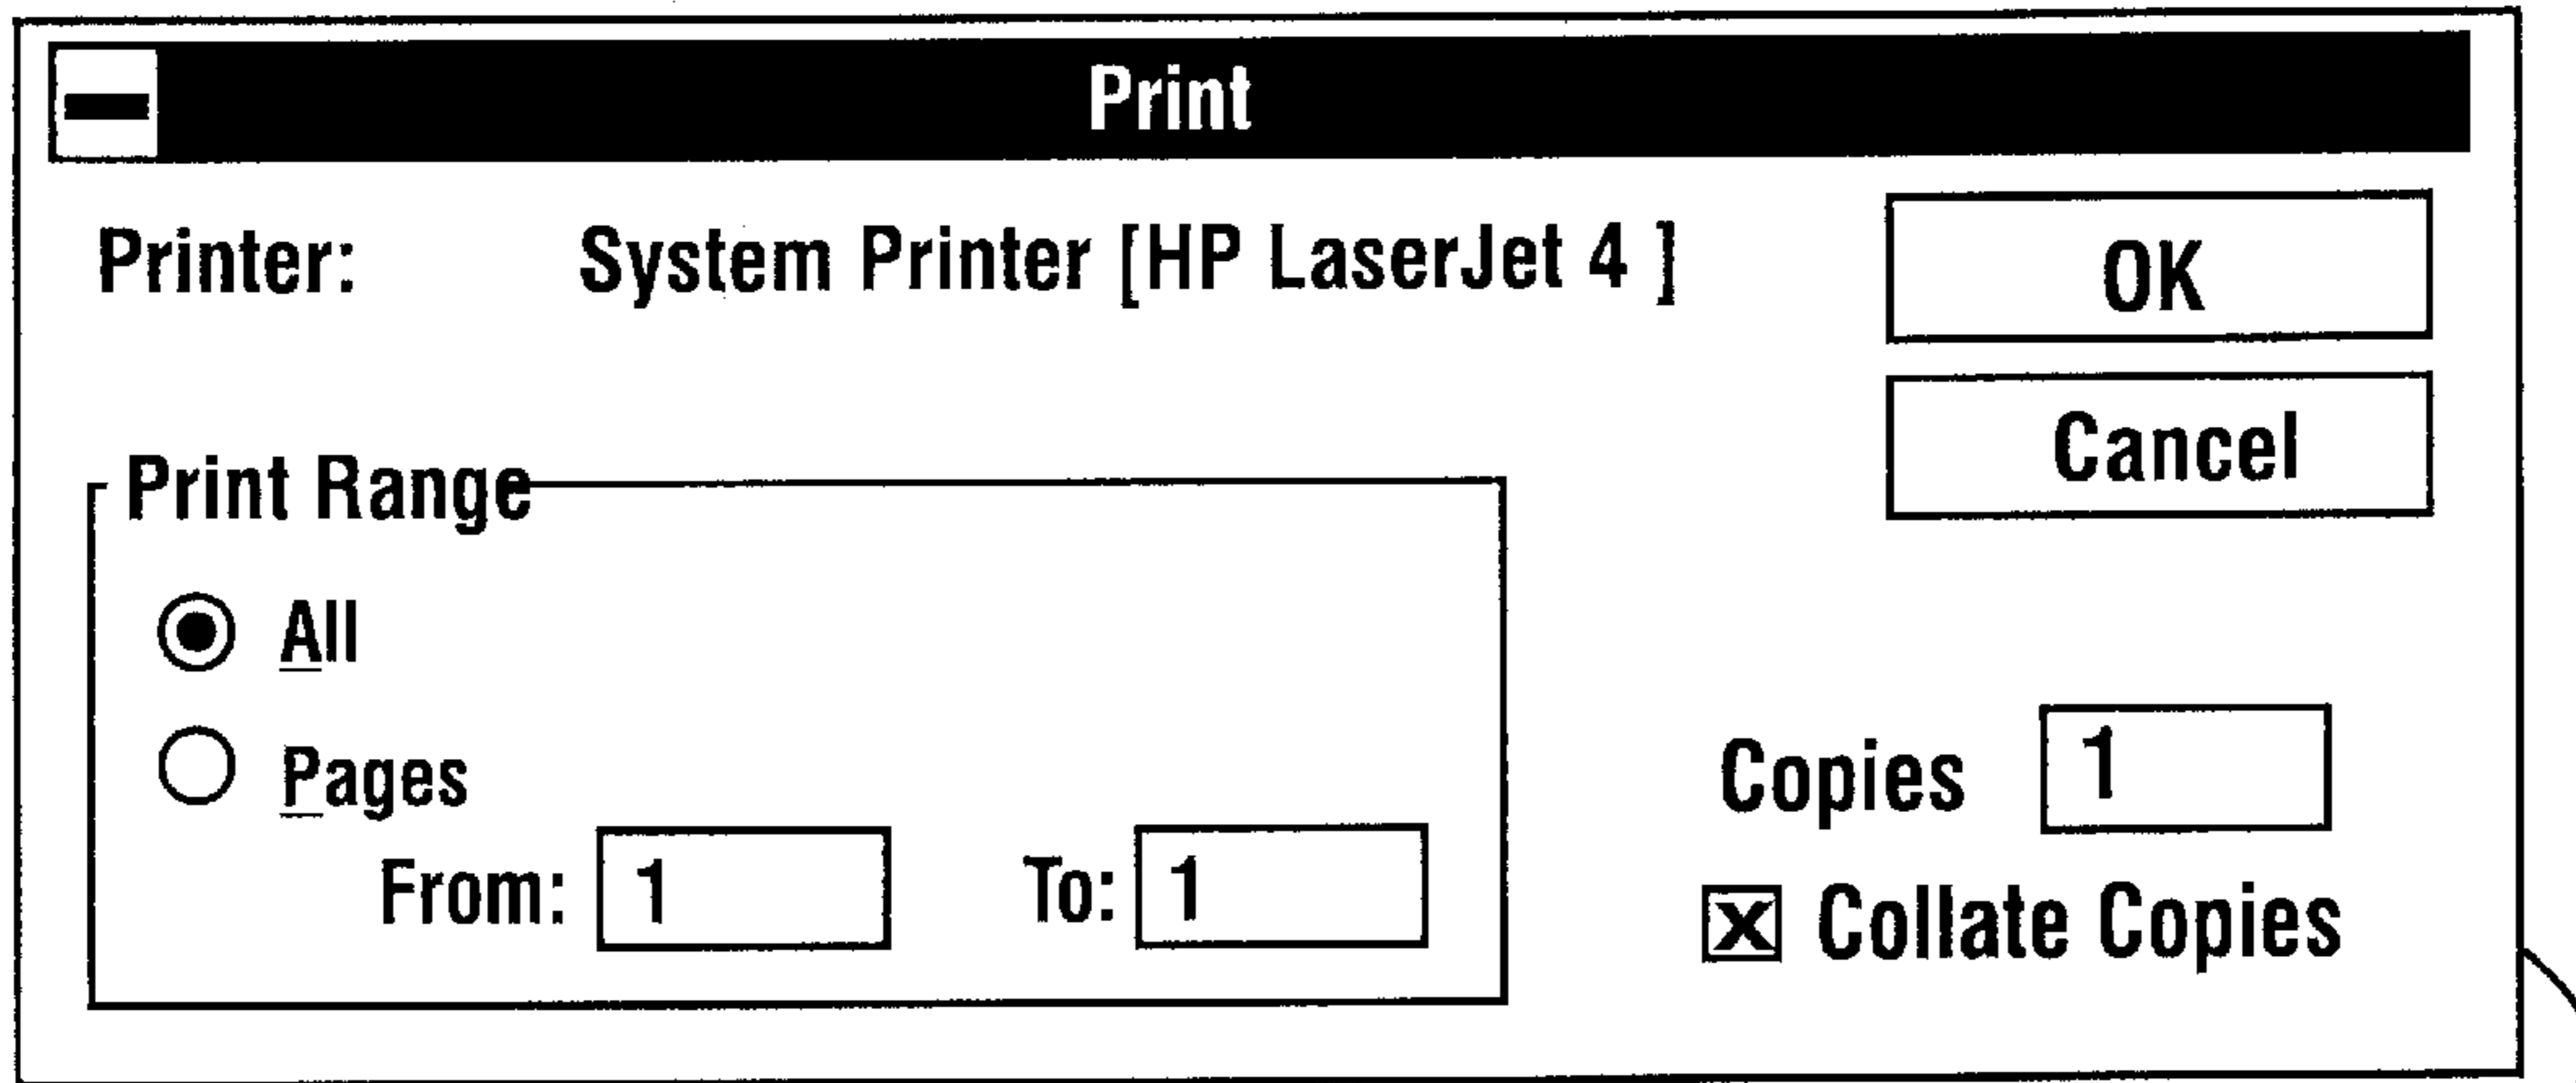 Print
Printer: System Printer [HP LaserJet 4 ]
OK
Cancel
Print Range
All
Pages
From: 1 To: 1
Copies 1
Collate Copies